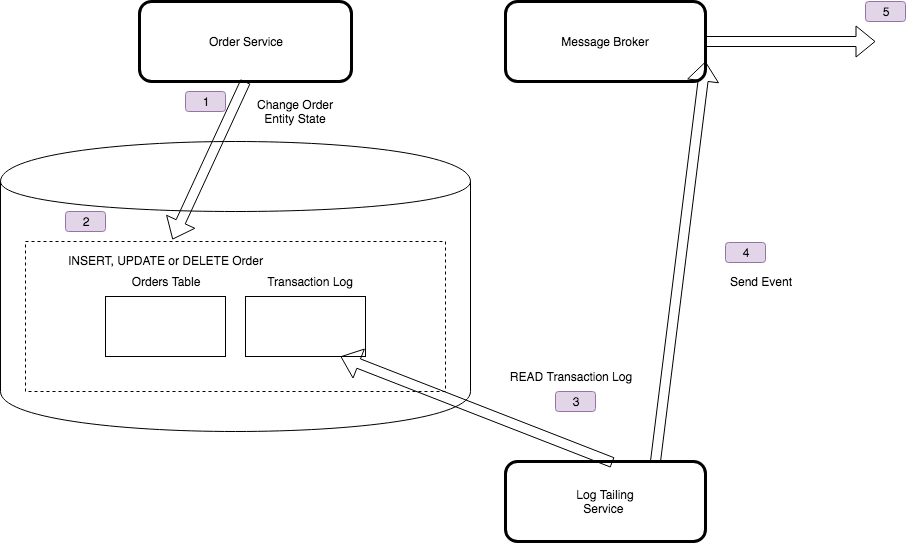 Order Service
Message Broker
5
1
Change Order
Entity State
2
INSERT, UPDATE or DELETE Order
Orders Table
Transaction Log
4
Send Event
READ Transaction Log
3
Log Tailing
Service